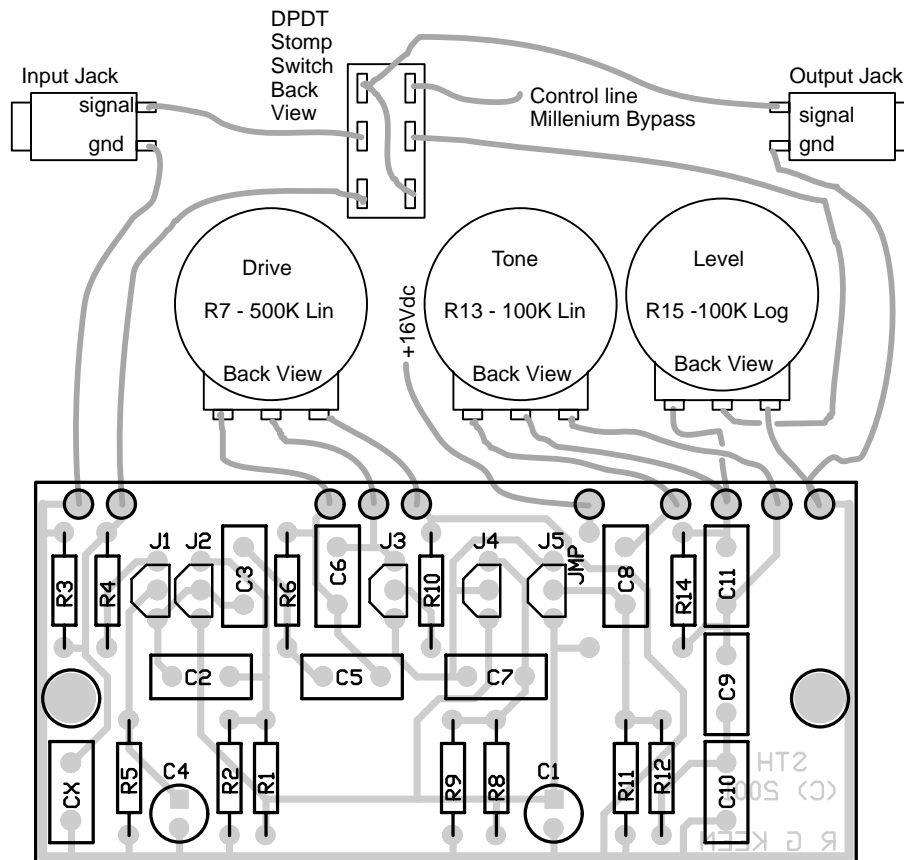 DPDT
Stomp
Switch
Back
View
Input Jack
signal
gnd
Control line
Millenium Bypass
Output Jack
signal
gnd
Drive
R7 - 500K Lin
Back View
+16Vdc
Tone
R13 - 100K Lin
Back View
Level
R15 -100K Log
Back View
R3
R4
J1
J2
C3
R6
C6
J3
R10
J4
J5
JMP
C8
R14
C11
C2
C5
C7
C9
CX
R5
C4
R2
R1
R9
R8
C1
R11
R12
C10
STH
(C) 200
R G KEEN